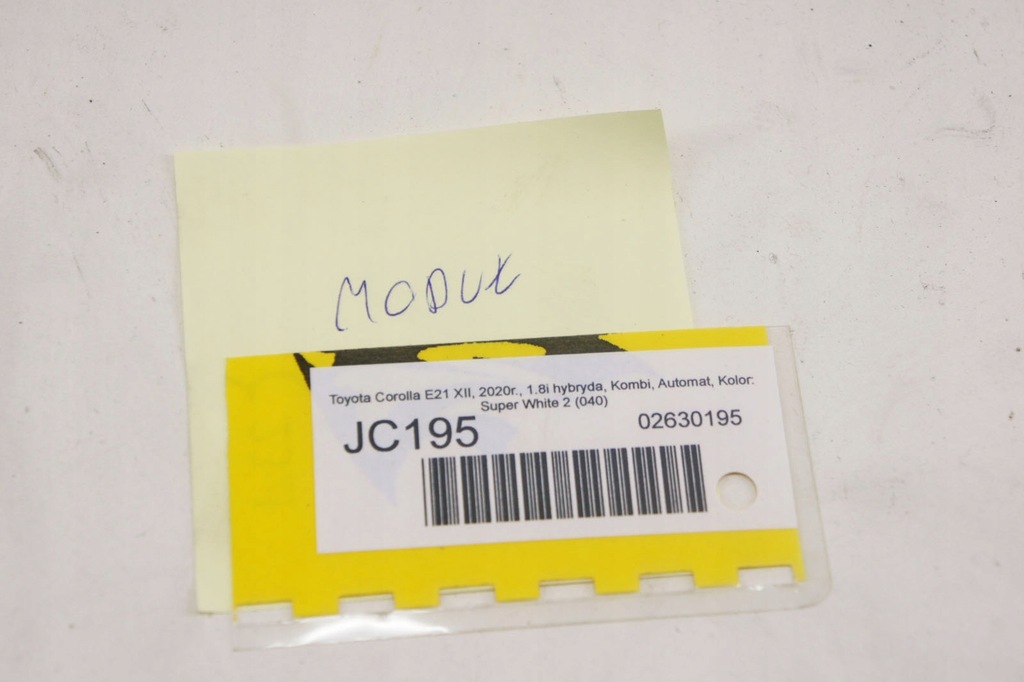 MODUŁ
Toyota Corolla E21 XII, 2020r., 1.8i hybryda, Kombi, Automat, Kolor:
Super White 2 (040)
JC195
02630195